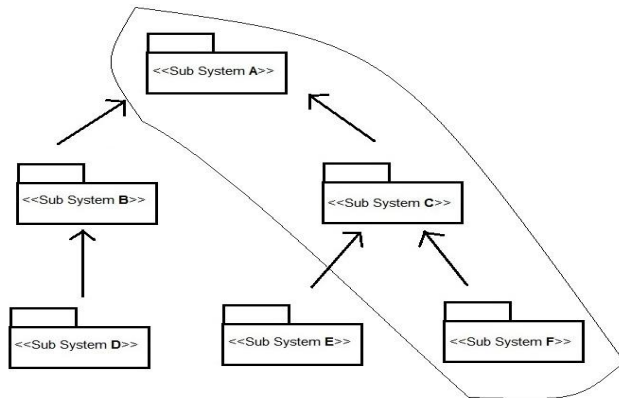 <<Sub System A>>
<<Sub System B>>
<<Sub System C>>
<<Sub System D>>
<<Sub System E>>
<<Sub System F>>